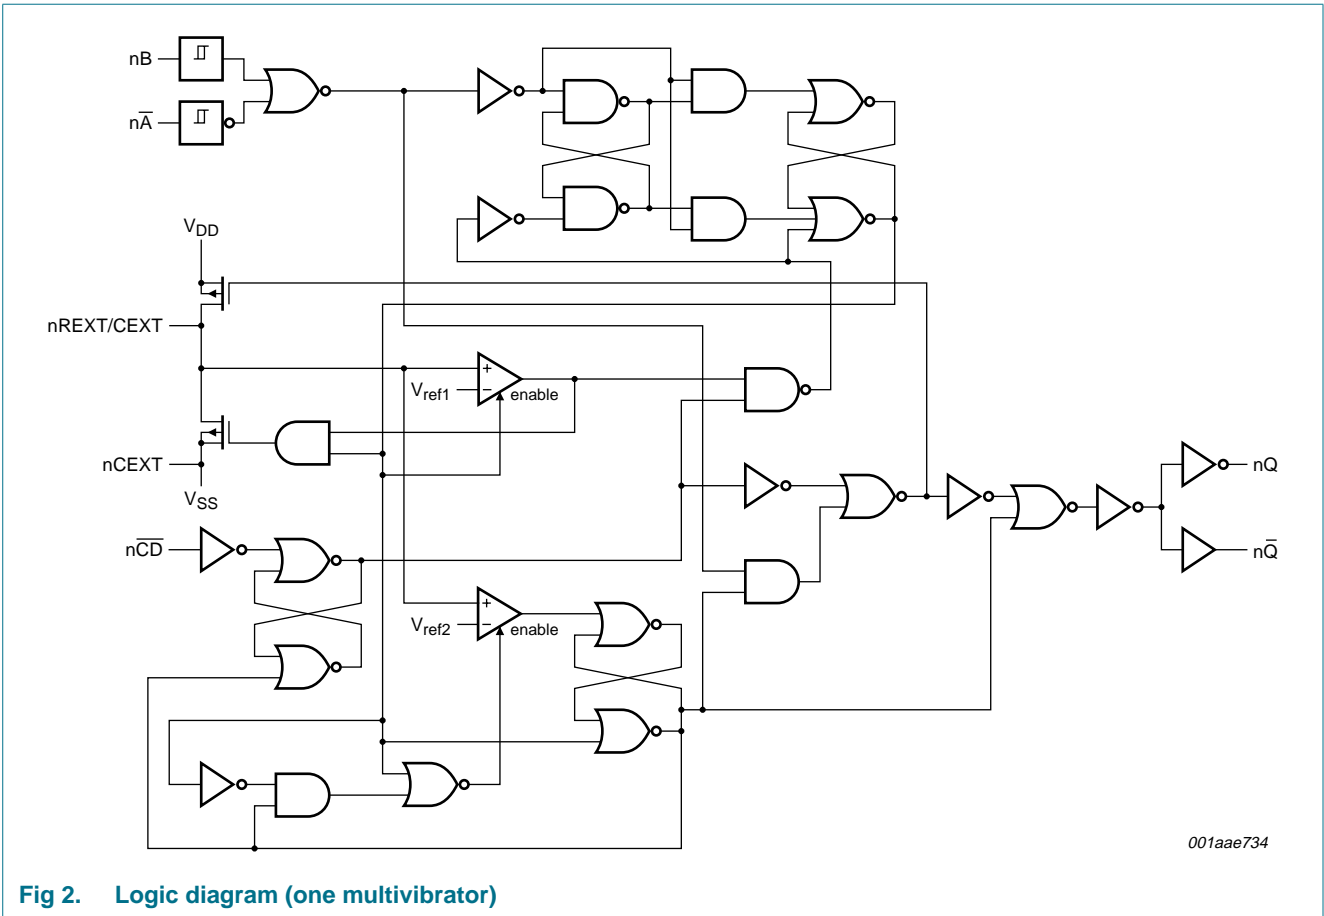 nB
nA̅
VDD
nREXT/CEXT
Vref1
enable
nCEXT
VSS
nC̅D̅
Vref2
enable
nQ
nQ̅
001aae734
Fig 2. Logic diagram (one multivibrator)
+
−
+
−